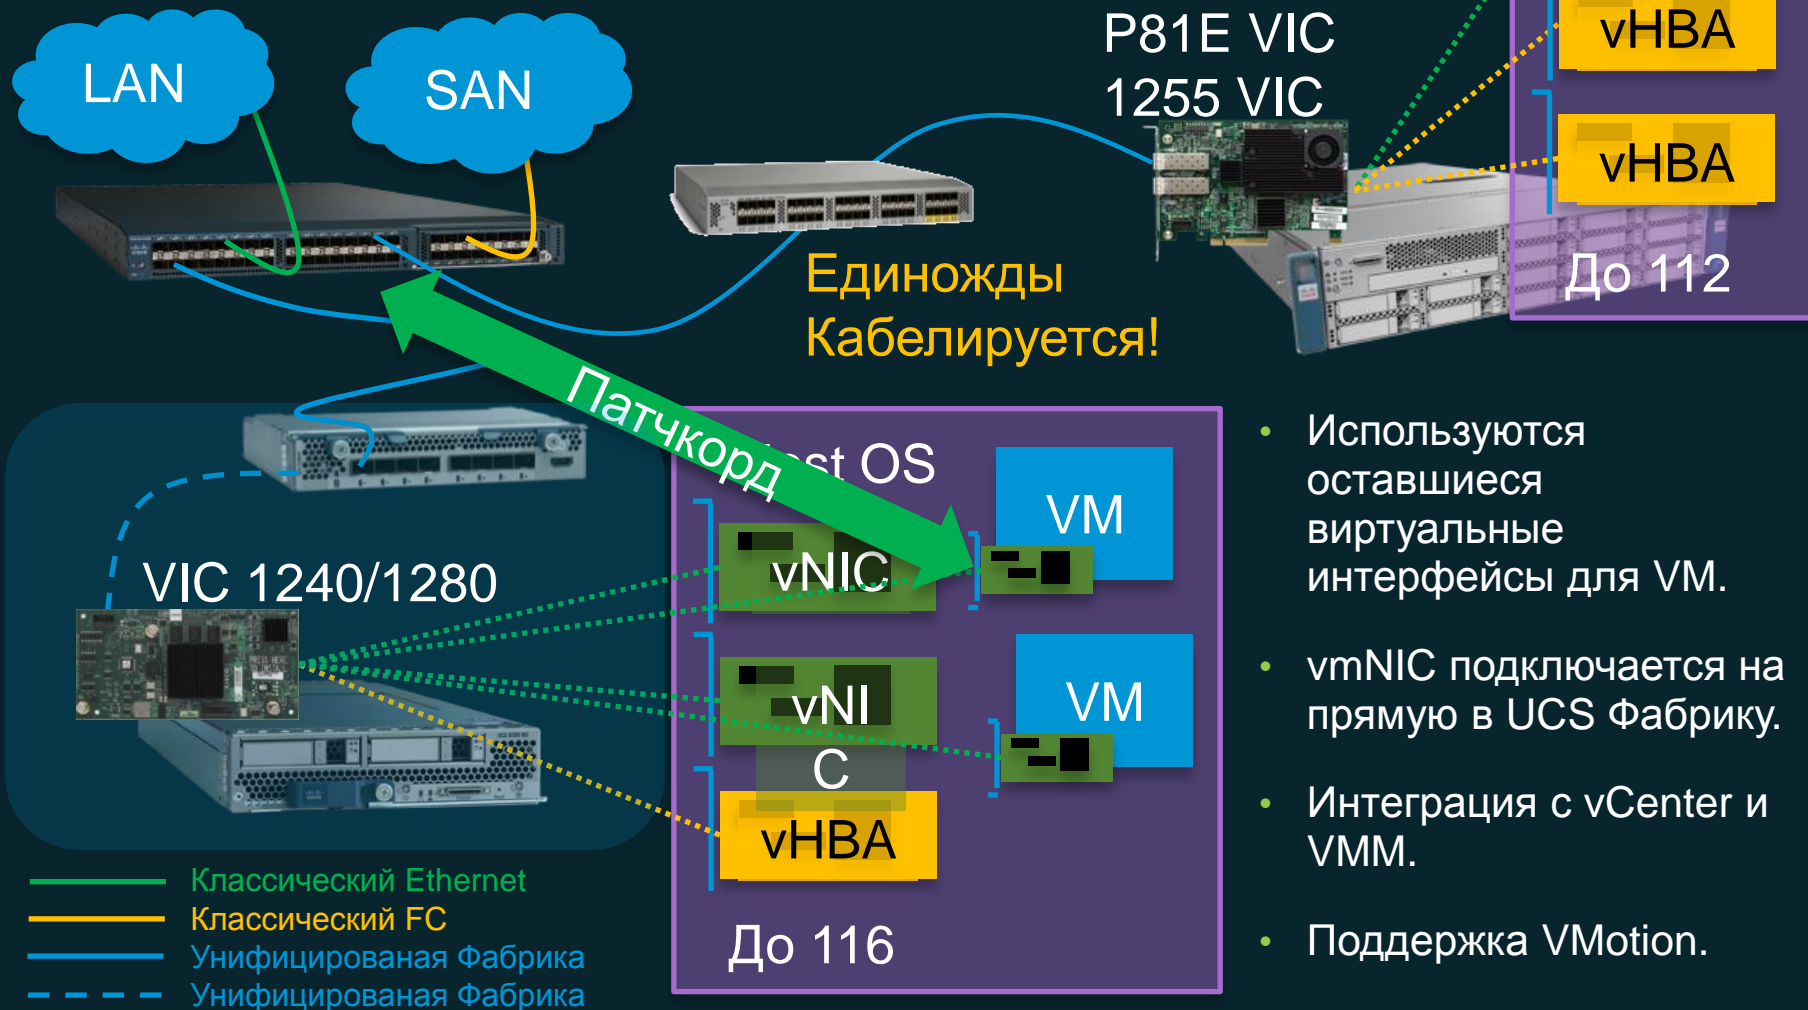 LAN
SAN
P81E VIC
1255 VIC
vHBA
vHBA
До 112
Единожды
Кабелируется!
Патчкорд
est OS
VM
vNIC
VIC 1240/1280
VM
vNI
C
vHBA
До 116
• Используются
оставшиеся
виртуальные
интерфейсы для VM.
• vmNIC подключается на
прямую в UCS Фабрику.
• Интеграция с vCenter и
VMM.
• Поддержка VMotion.
Классический Ethernet
Классический FC
Унифицированая Фабрика
Унифицированая Фабрика